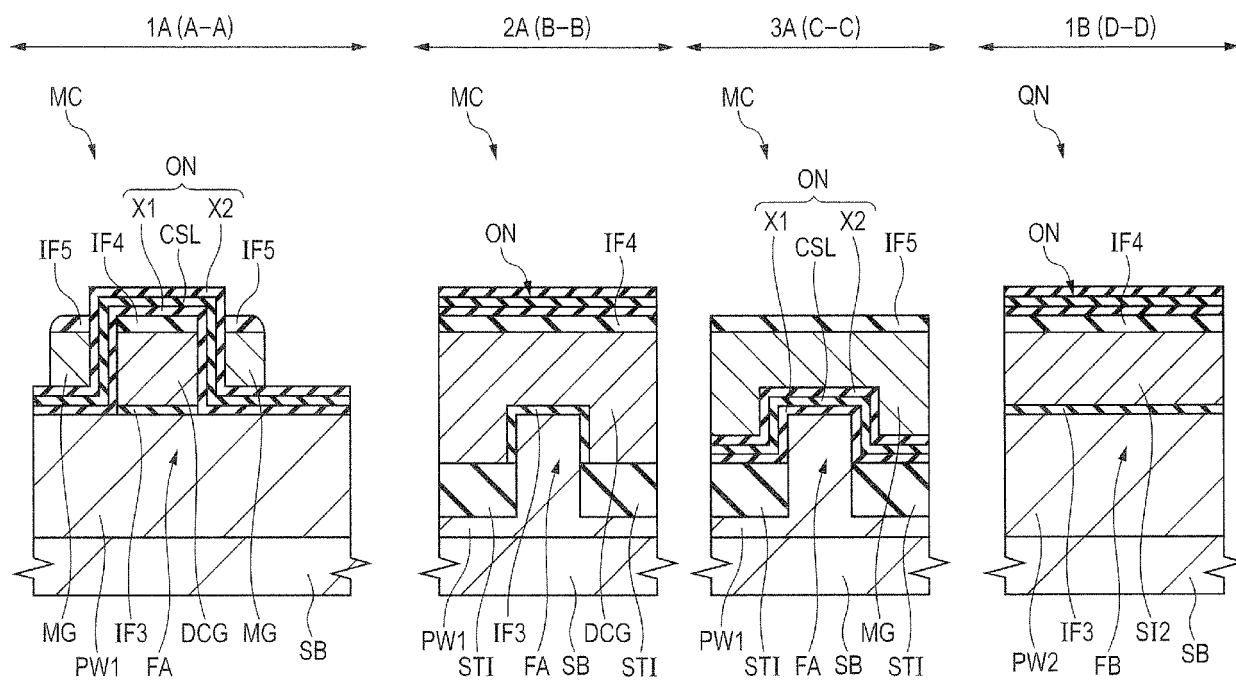 1A (A-A) 2A (B-B) 3A (C-C) 1B (D-D)
MC MC MC QN
ON ON
X1 X2 X1 X2
CSL CSL
IF5 IF4 IF5 ON IF4 IF5 ON IF4
MG IF3 DCG MG SB PW1 IF3 DCG PW1 MG IF3 SI2
PW1 FA STI FA SB STI STI FA SB STI PW2 FB SB